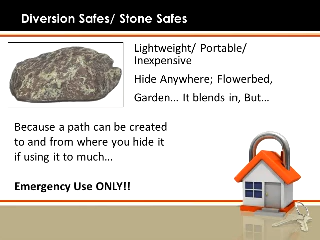 Diversion Safes/ Stone Safes
Lightweight/ Portable/
Inexpensive
Hide Anywhere; Flowerbed,
Garden... It blends in, But...
Because a path can be created
to and from where you hide it
if using it to much...
Emergency Use ONLY!!